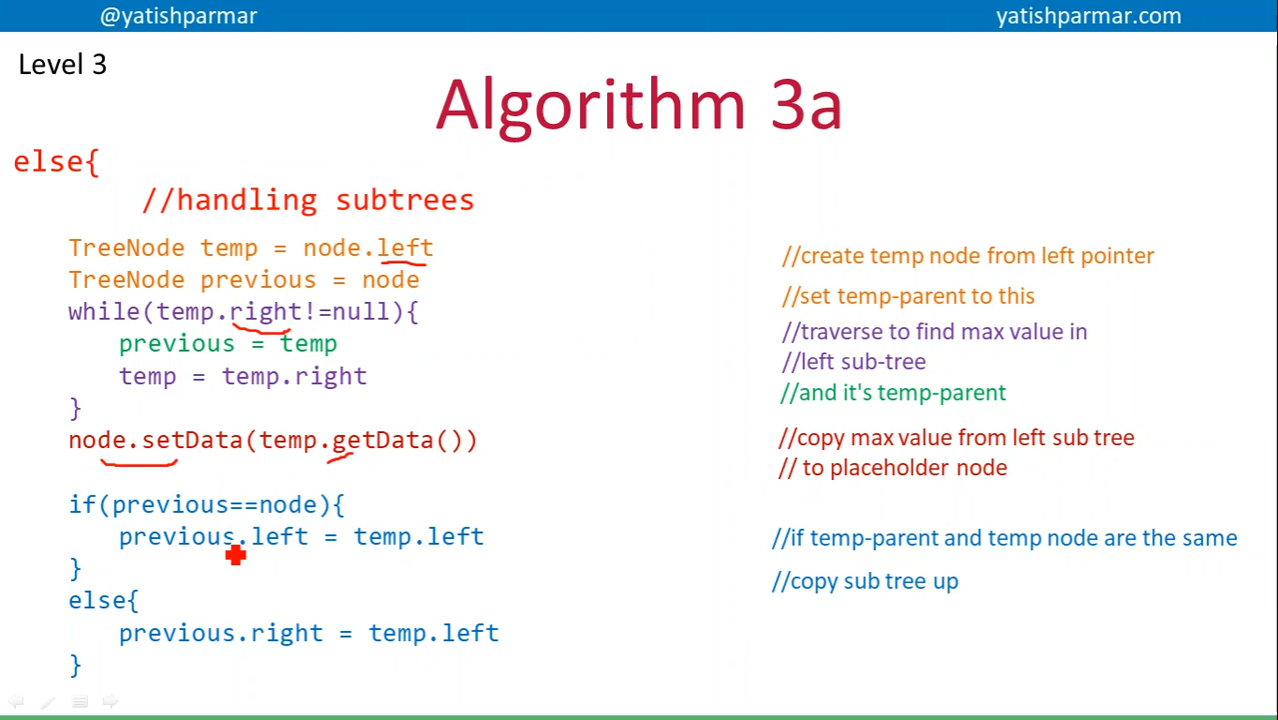 @yatishparmar
yatishparmar.com
Level 3
Algorithm 3a
else{
//handling subtrees
TreeNode temp = node.left
//create temp node from left pointer
TreeNode previous = node
//set temp-parent to this
while(temp.right!=null){
//traverse to find max value in
previous = temp
//left sub-tree
temp = temp.right
//and it's temp-parent
}
node.setData(temp.getData())
//copy max value from left sub tree
// to placeholder node
if(previous==node){
previous.left = temp.left
//if temp-parent and temp node are the same
}
//copy sub tree up
else{
previous.right = temp.left
}